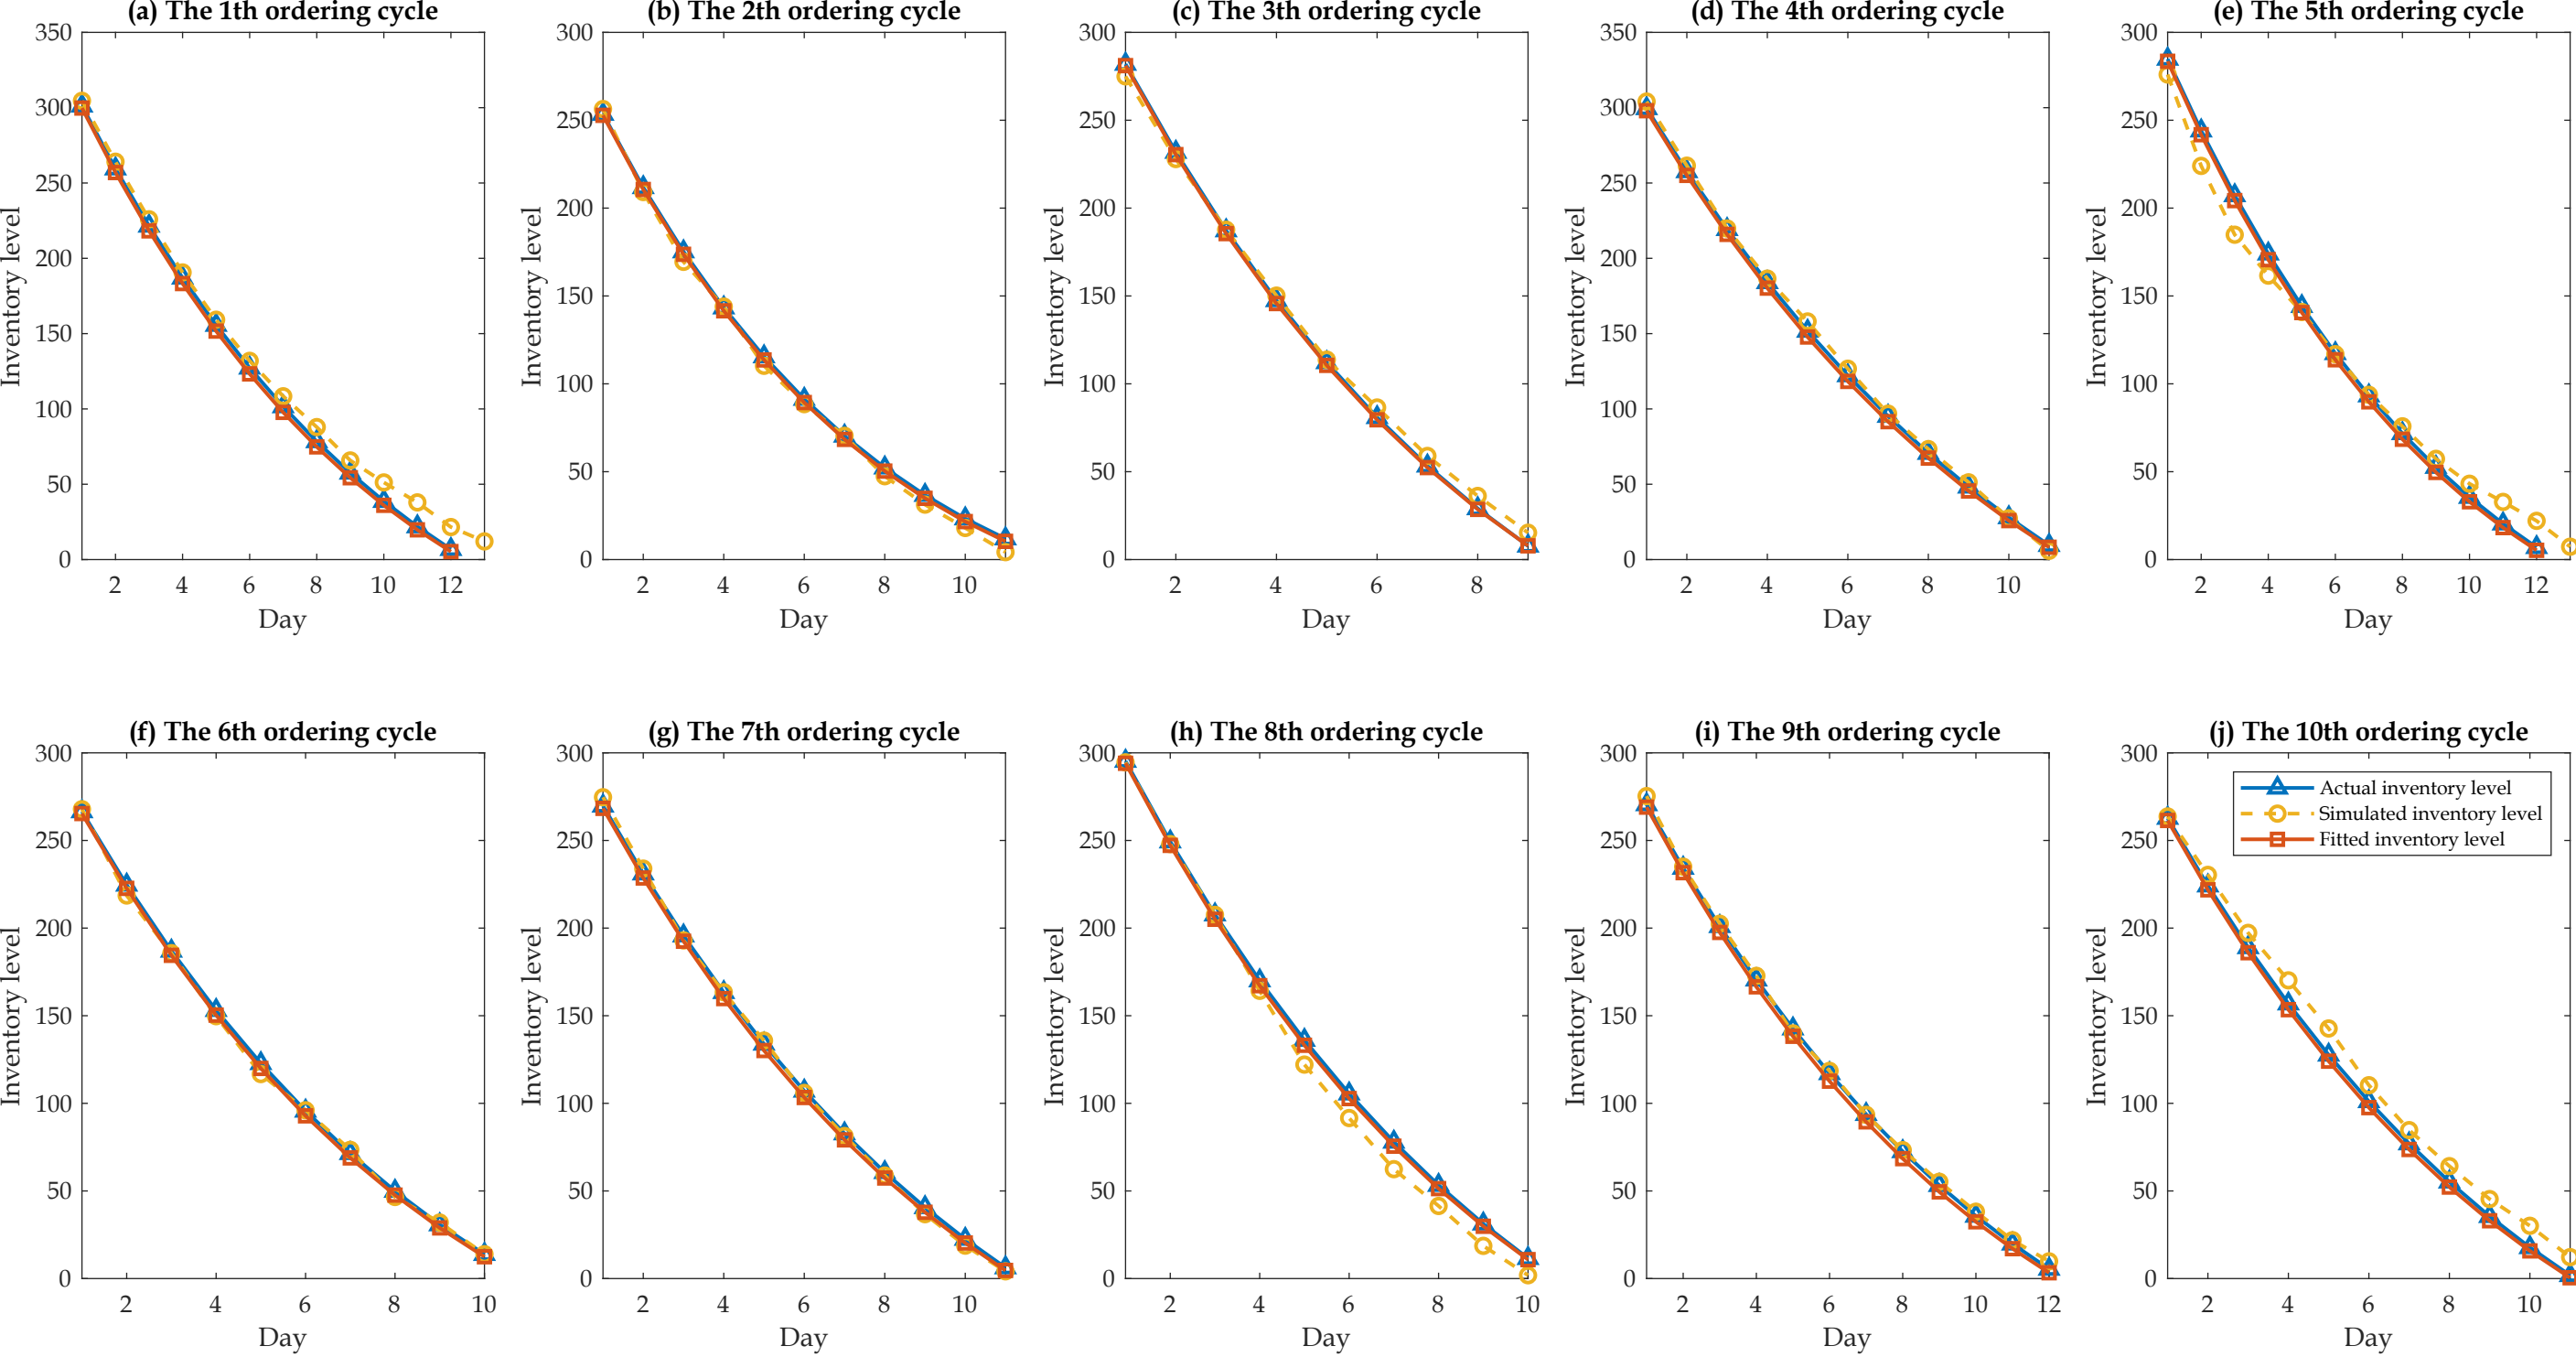 (a) The 1th ordering cycle
350
300
250
200
150
100
50
0
2 4 6 8 10 12
Day
Inventory level
(b) The 2th ordering cycle
300
250
200
150
100
50
0
2 4 6 8 10
Day
Inventory level
(c) The 3th ordering cycle
300
250
200
150
100
50
0
2 4 6 8
Day
Inventory level
(d) The 4th ordering cycle
350
300
250
200
150
100
50
0
2 4 6 8 10
Day
Inventory level
(e) The 5th ordering cycle
300
250
200
150
100
50
0
2 4 6 8 10 12
Day
Inventory level
(f) The 6th ordering cycle
300
250
200
150
100
50
0
2 4 6 8 10
Day
Inventory level
(g) The 7th ordering cycle
300
250
200
150
100
50
0
2 4 6 8 10
Day
Inventory level
(h) The 8th ordering cycle
300
250
200
150
100
50
0
2 4 6 8 10
Day
Inventory level
(i) The 9th ordering cycle
300
250
200
150
100
50
0
2 4 6 8 10 12
Day
Inventory level
(j) The 10th ordering cycle
Actual inventory level
Simulated inventory level
Fitted inventory level
300
250
200
150
100
50
0
2 4 6 8 10
Day
Inventory level